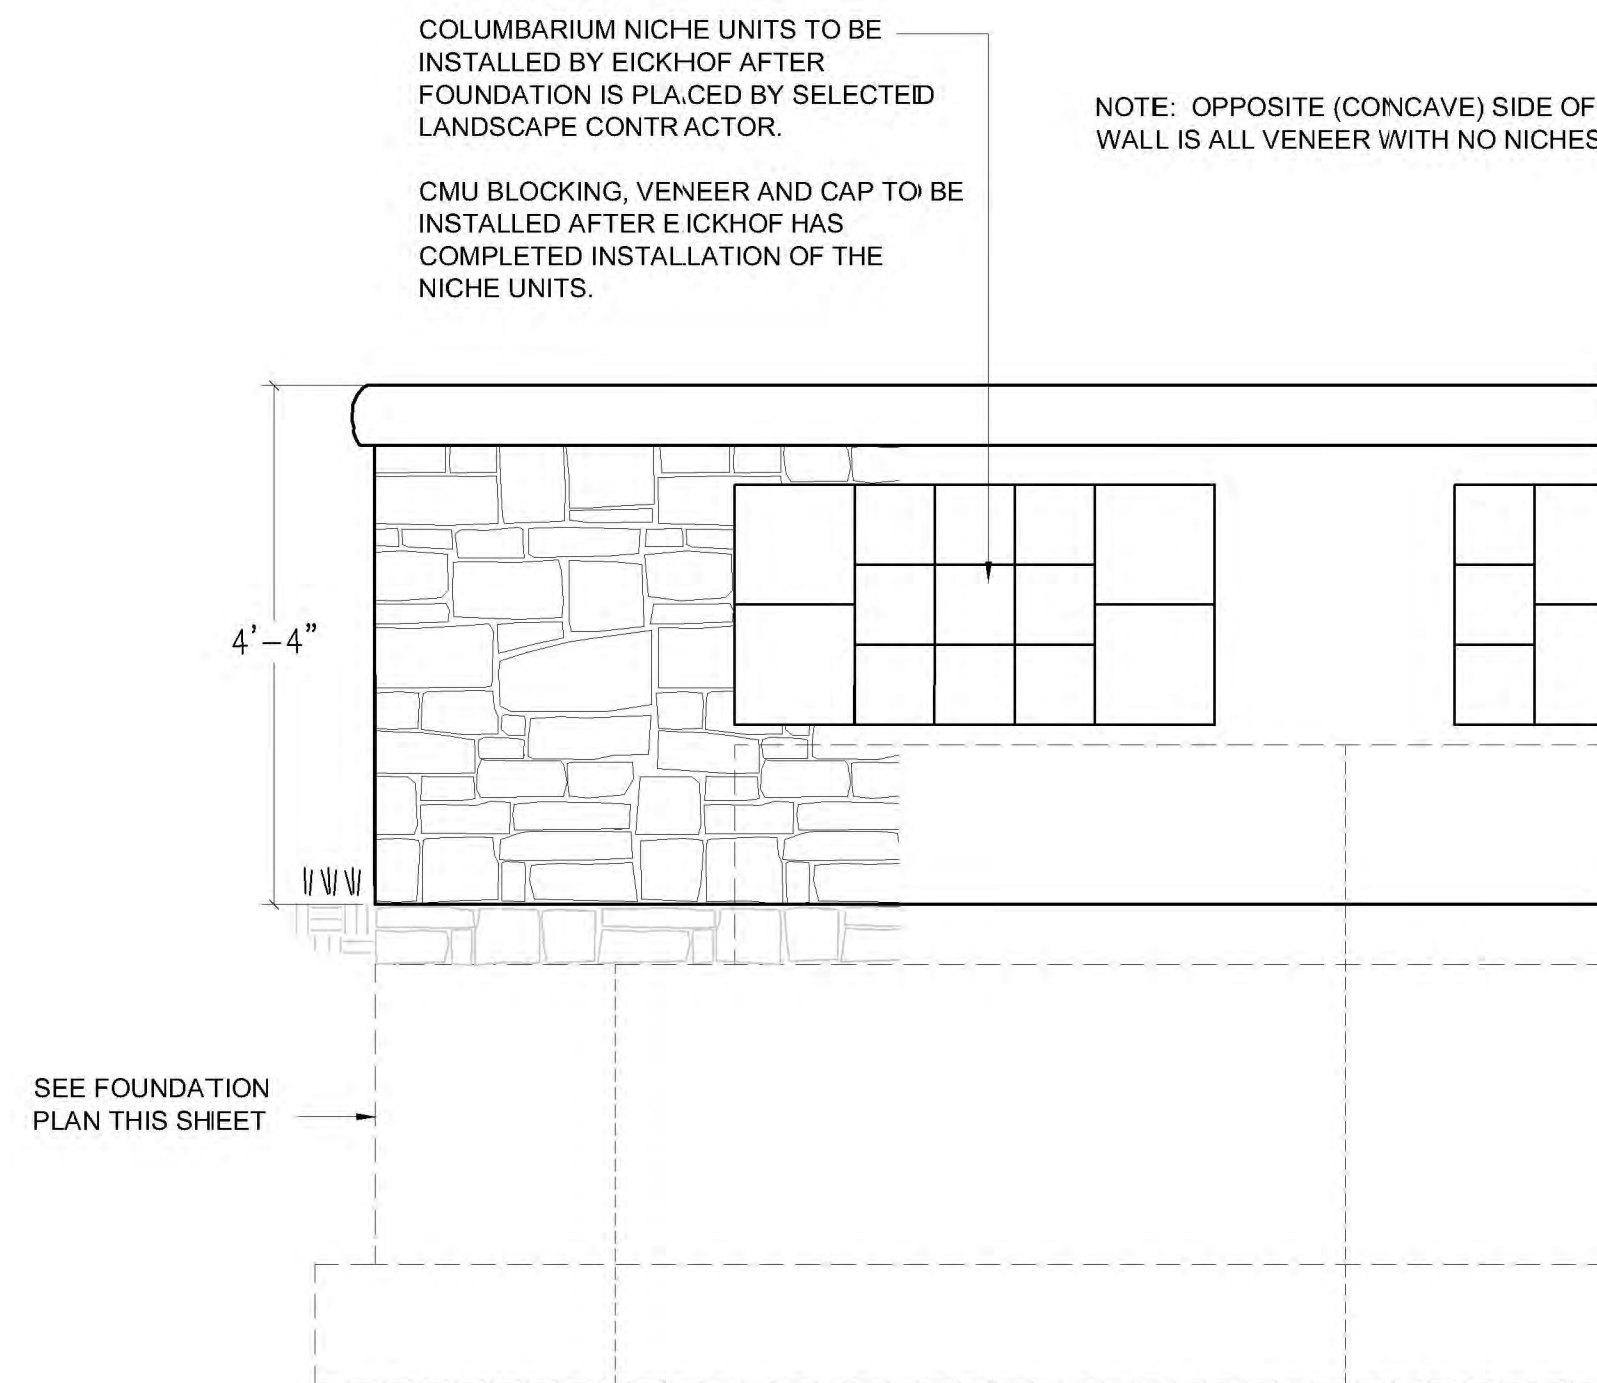 COLUMBARIUM NICHE UNITS TO BE
INSTALLED BY EICKHOF AFTER
FOUNDATION IS PLACED BY SELECTED
LANDSCAPE CONTRACTOR.
CMU BLOCKING, VENEER AND CAP TO BE
INSTALLED AFTER EICKHOF HAS
COMPLETED INSTALLATION OF THE
NICHE UNITS.
NOTE: OPPOSITE (CONCAVE) SIDE OF
WALL IS ALL VENEER WITH NO NICHES
4'-4"
SEE FOUNDATION
PLAN THIS SHEET